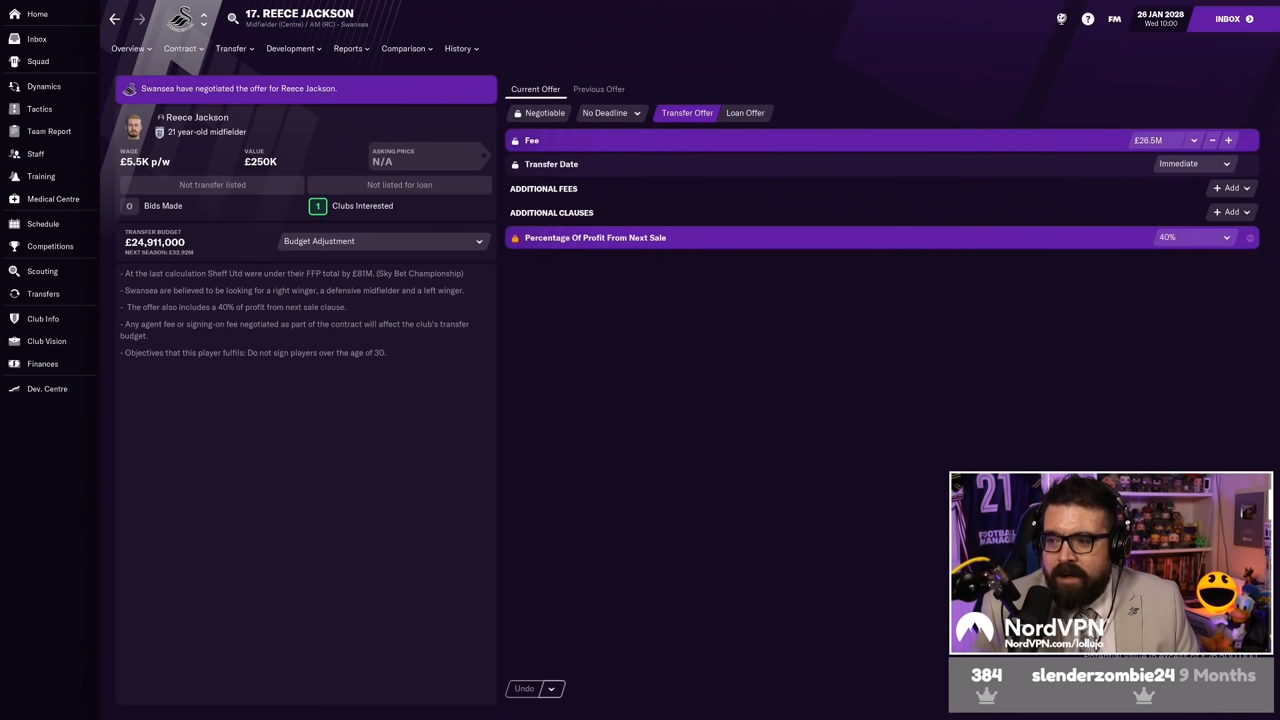 Home
Inbox
Squad
Dynamics
Tactics
Team Report
Staff
Training
Medical Centre
Schedule
Competitions
Scouting
Transfers
Club Info
Club Vision
Finances
Dev. Centre
17. REECE JACKSON
Midfielder (Centre) / AM (RC) - Swansea
FM
26 JAN 2028
Wed 10:00
INBOX
Overview
Contract
Transfer
Development
Reports
Comparison
History
Swansea have negotiated the offer for Reece Jackson.
Reece Jackson
21 year-old midfielder
WAGE
£5.5K p/w
VALUE
£250K
ASKING PRICE
N/A
Not transfer listed
Not listed for loan
0 Bids Made
1 Clubs Interested
TRANSFER BUDGET
£24,911,000
NEXT SEASON: £32.92M
Budget Adjustment
- At the last calculation Sheff Utd were under their FFP total by £81M. (Sky Bet Championship)
- Swansea are believed to be looking for a right winger, a defensive midfielder and a left winger.
- The offer also includes a 40% of profit from next sale clause.
- Any agent fee or signing-on fee negotiated as part of the contract will affect the club's transfer
budget.
- Objectives that this player fulfils: Do not sign players over the age of 30.
Current Offer
Previous Offer
Negotiable
No Deadline
Transfer Offer
Loan Offer
Fee
£26.5M
Transfer Date
Immediate
ADDITIONAL FEES
+ Add
ADDITIONAL CLAUSES
+ Add
Percentage Of Profit From Next Sale
40%
Undo
21
FOOTBALL
MANAGER
NordVPN
NordVPN.com/lollujo
384
slenderzombie24 9 Months